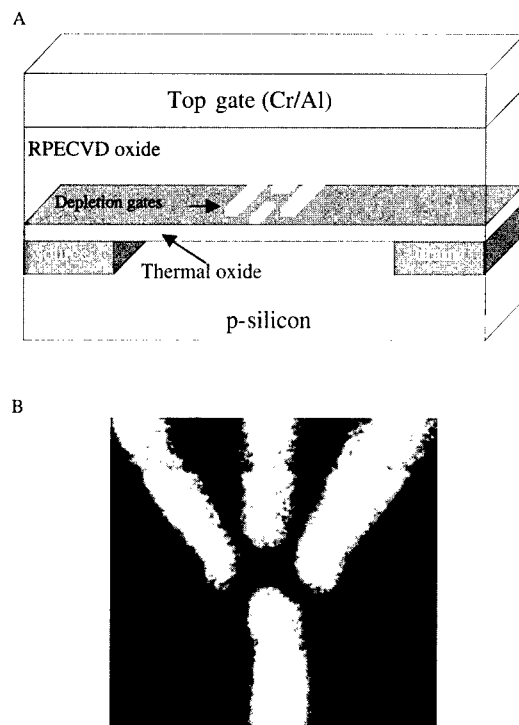 A
Top gate (Cr/Al)
RPECVD oxide
Depletion gates
Thermal oxide
p-silicon
B